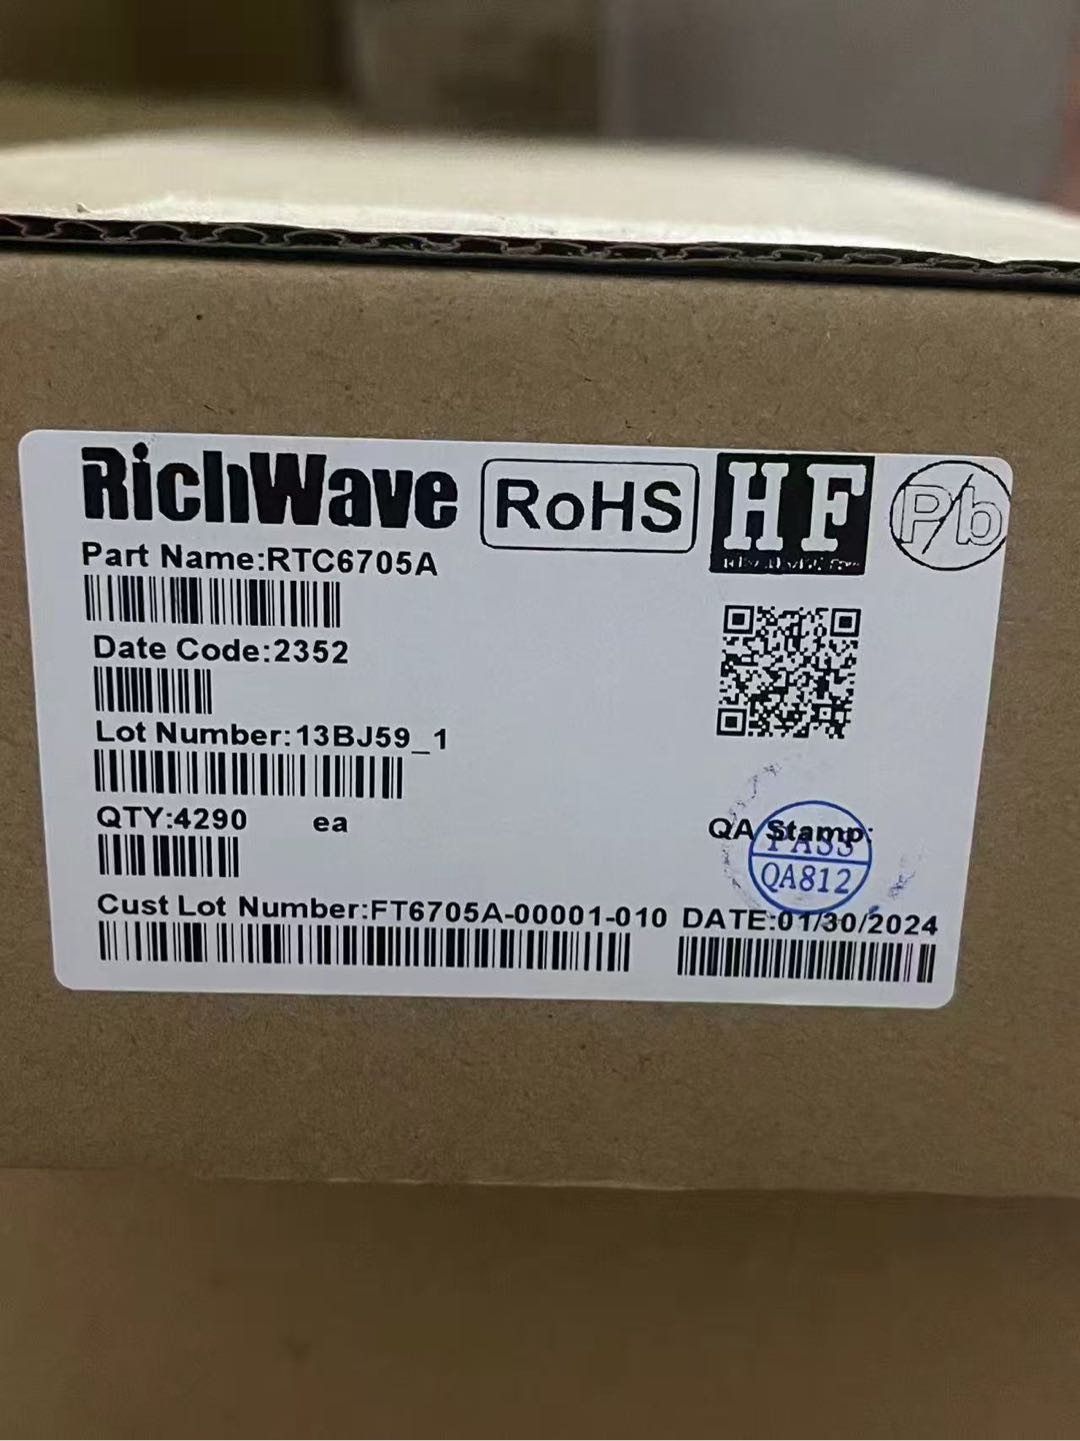 RichWave RoHS HF Pb
Part Name:RTC6705A
Date Code:2352
Lot Number:13BJ59_1
QTY:4290 ea
QA Stamp:
PASS
QA812
Cust Lot Number:FT6705A-00001-010 DATE:01/30/2024